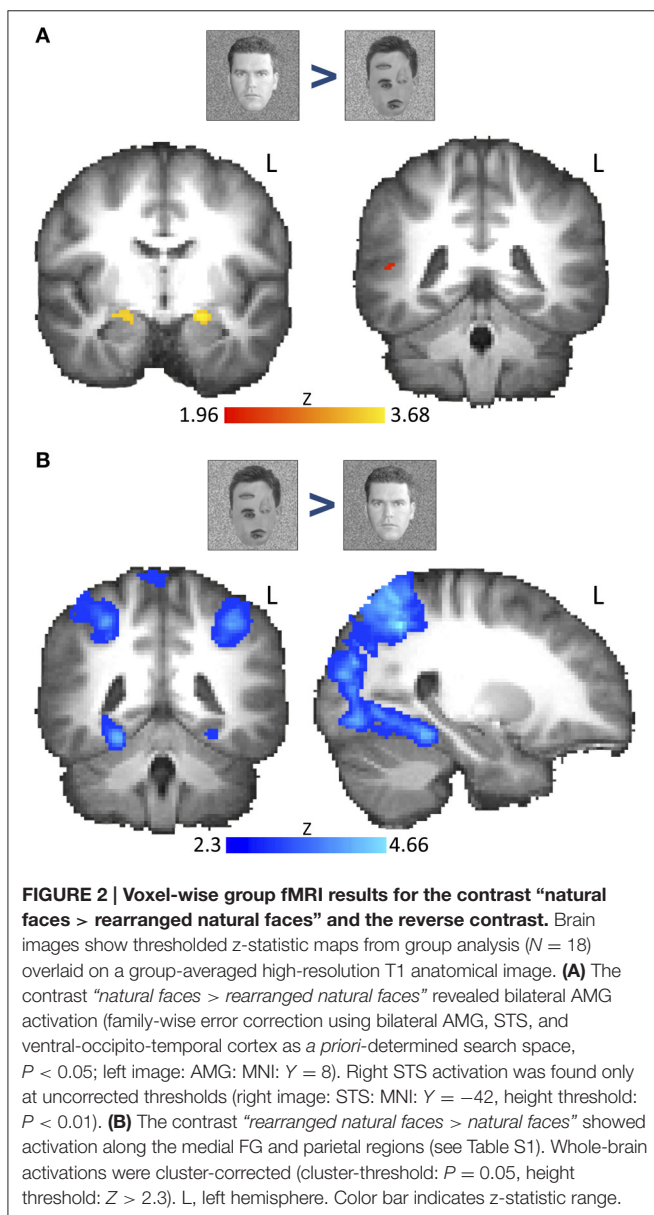 A
>
L
L
Z
1.96
3.68
B
>
L
L
Z
2.3
4.66
FIGURE 2 | Voxel-wise group fMRI results for the contrast “natural
faces > rearranged natural faces” and the reverse contrast. Brain
images show thresholded z-statistic maps from group analysis (N = 18)
overlaid on a group-averaged high-resolution T1 anatomical image. (A) The
contrast “natural faces > rearranged natural faces” revealed bilateral AMG
activation (family-wise error correction using bilateral AMG, STS, and
ventral-occipito-temporal cortex as a priori-determined search space,
P < 0.05; left image: AMG: MNI: Y = 8). Right STS activation was found only
at uncorrected thresholds (right image: STS: MNI: Y = −42, height threshold:
P < 0.01). (B) The contrast “rearranged natural faces > natural faces” showed
activation along the medial FG and parietal regions (see Table S1). Whole-brain
activations were cluster-corrected (cluster-threshold: P = 0.05, height
threshold: Z > 2.3). L, left hemisphere. Color bar indicates z-statistic range.